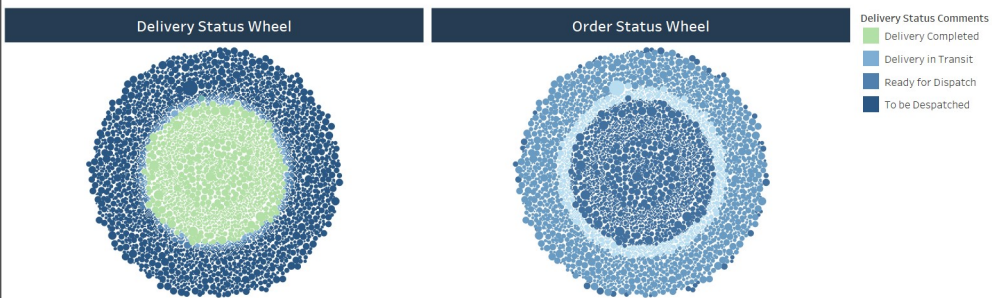 Delivery Status Wheel
Order Status Wheel
Delivery Status Comments
Delivery Completed
Delivery in Transit
Ready for Dispatch
To be Despatched